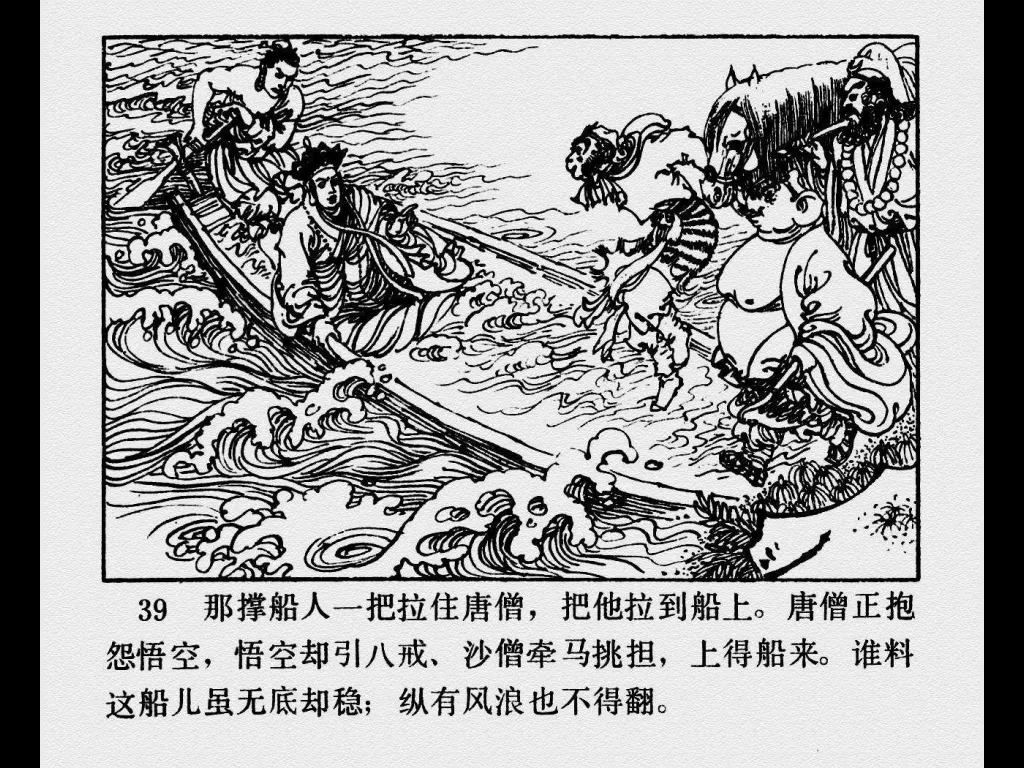 39 那撑船人一把拉住唐僧，把他拉到船上。唐僧正抱
怨悟空，悟空却引八戒、沙僧牵马挑担，上得船来。谁料
这船儿虽无底却稳；纵有风浪也不得翻。